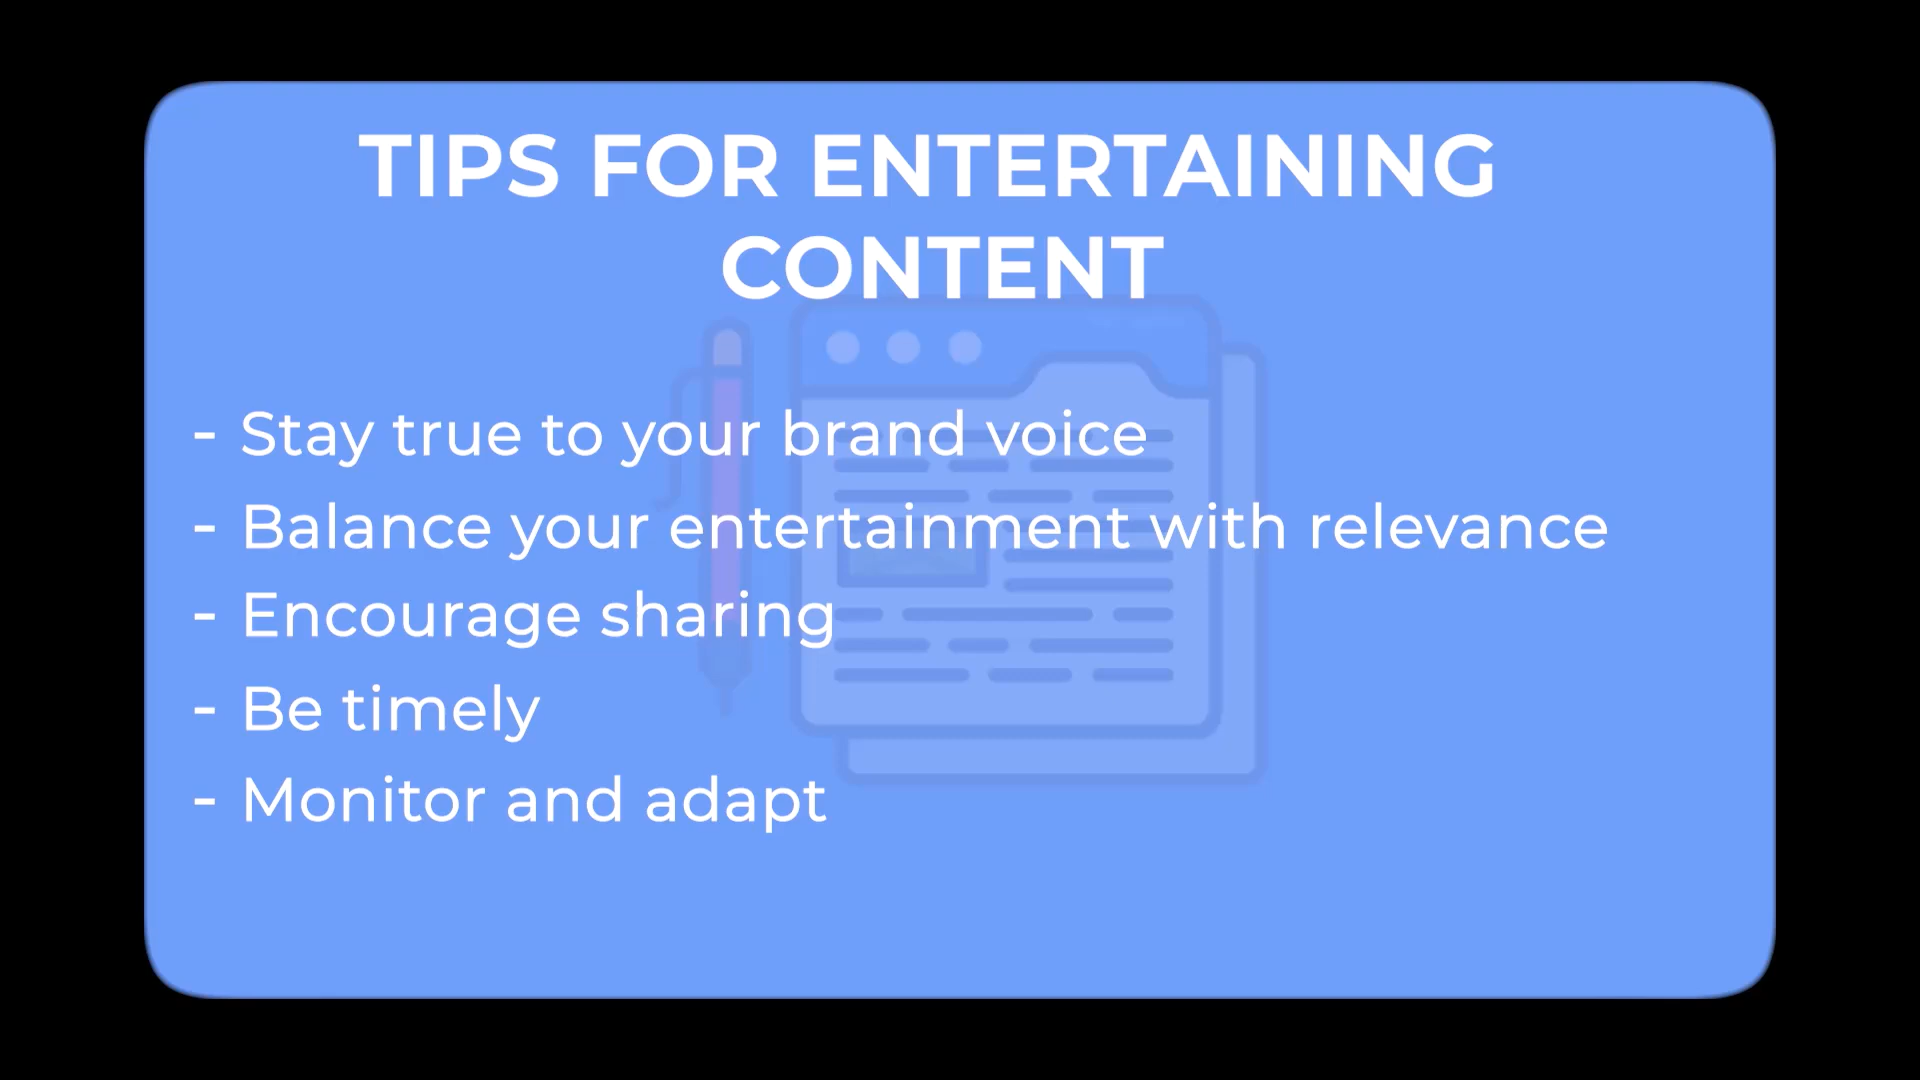 TIPS FOR ENTERTAINING
CONTENT
- Stay true to your brand voice
- Balance your entertainment with relevance
- Encourage sharing
- Be timely
- Monitor and adapt